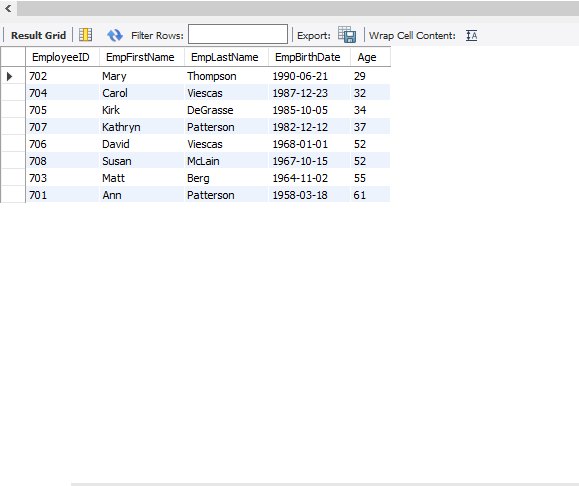 Result Grid Filter Rows: Export: Wrap Cell Content:
EmployeeID EmpFirstName EmpLastName EmpBirthDate Age
702 Mary Thompson 1990-06-21 29
704 Carol Viescas 1987-12-23 32
705 Kirk DeGrasse 1985-10-05 34
707 Kathryn Patterson 1982-12-12 37
706 David Viescas 1968-01-01 52
708 Susan McLain 1967-10-15 52
703 Matt Berg 1964-11-02 55
701 Ann Patterson 1958-03-18 61